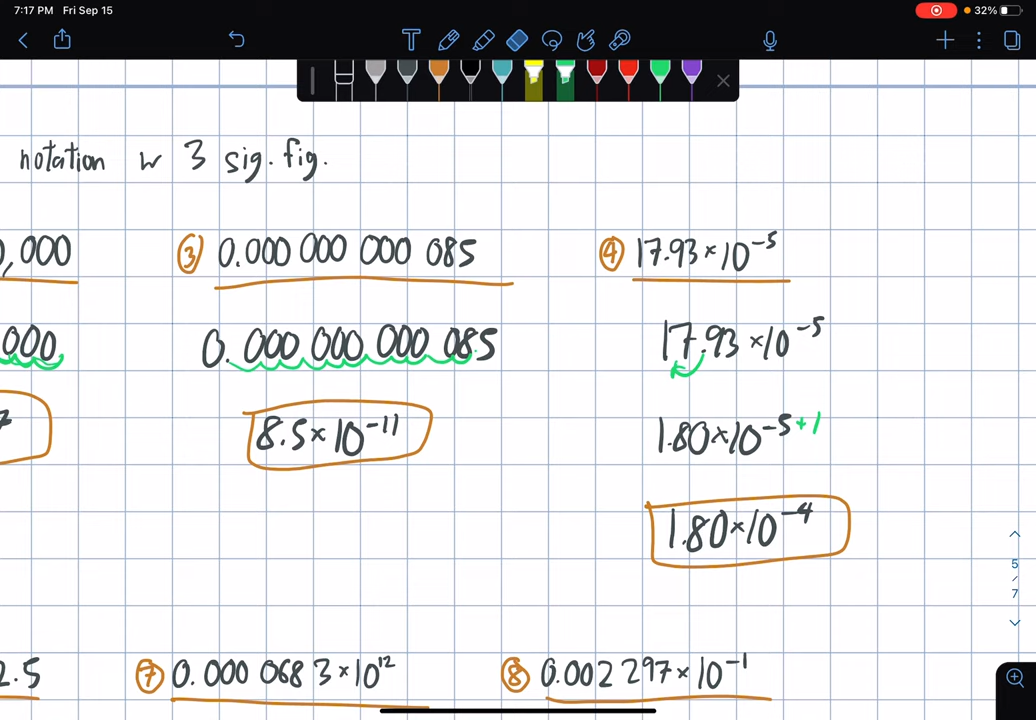 7:17 PM Fri Sep 15
32%
notation w 3 sig. fig.
0,000
③ 0.000 000 000 085
④ 17.93 × 10⁻⁵
000
0.000 000 000 085
17.93 × 10⁻⁵
7
8.5 × 10⁻¹¹
1.80 × 10⁻⁵⁺¹
1.80 × 10⁻⁴
5
/
7
2.5
⑦ 0.000 068 3 × 10¹²
⑧ 0.002 297 × 10⁻¹